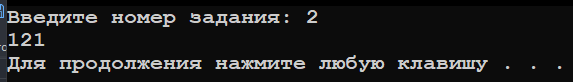 Введите номер задания: 2
121
Для продолжения нажмите любую клавишу . . .